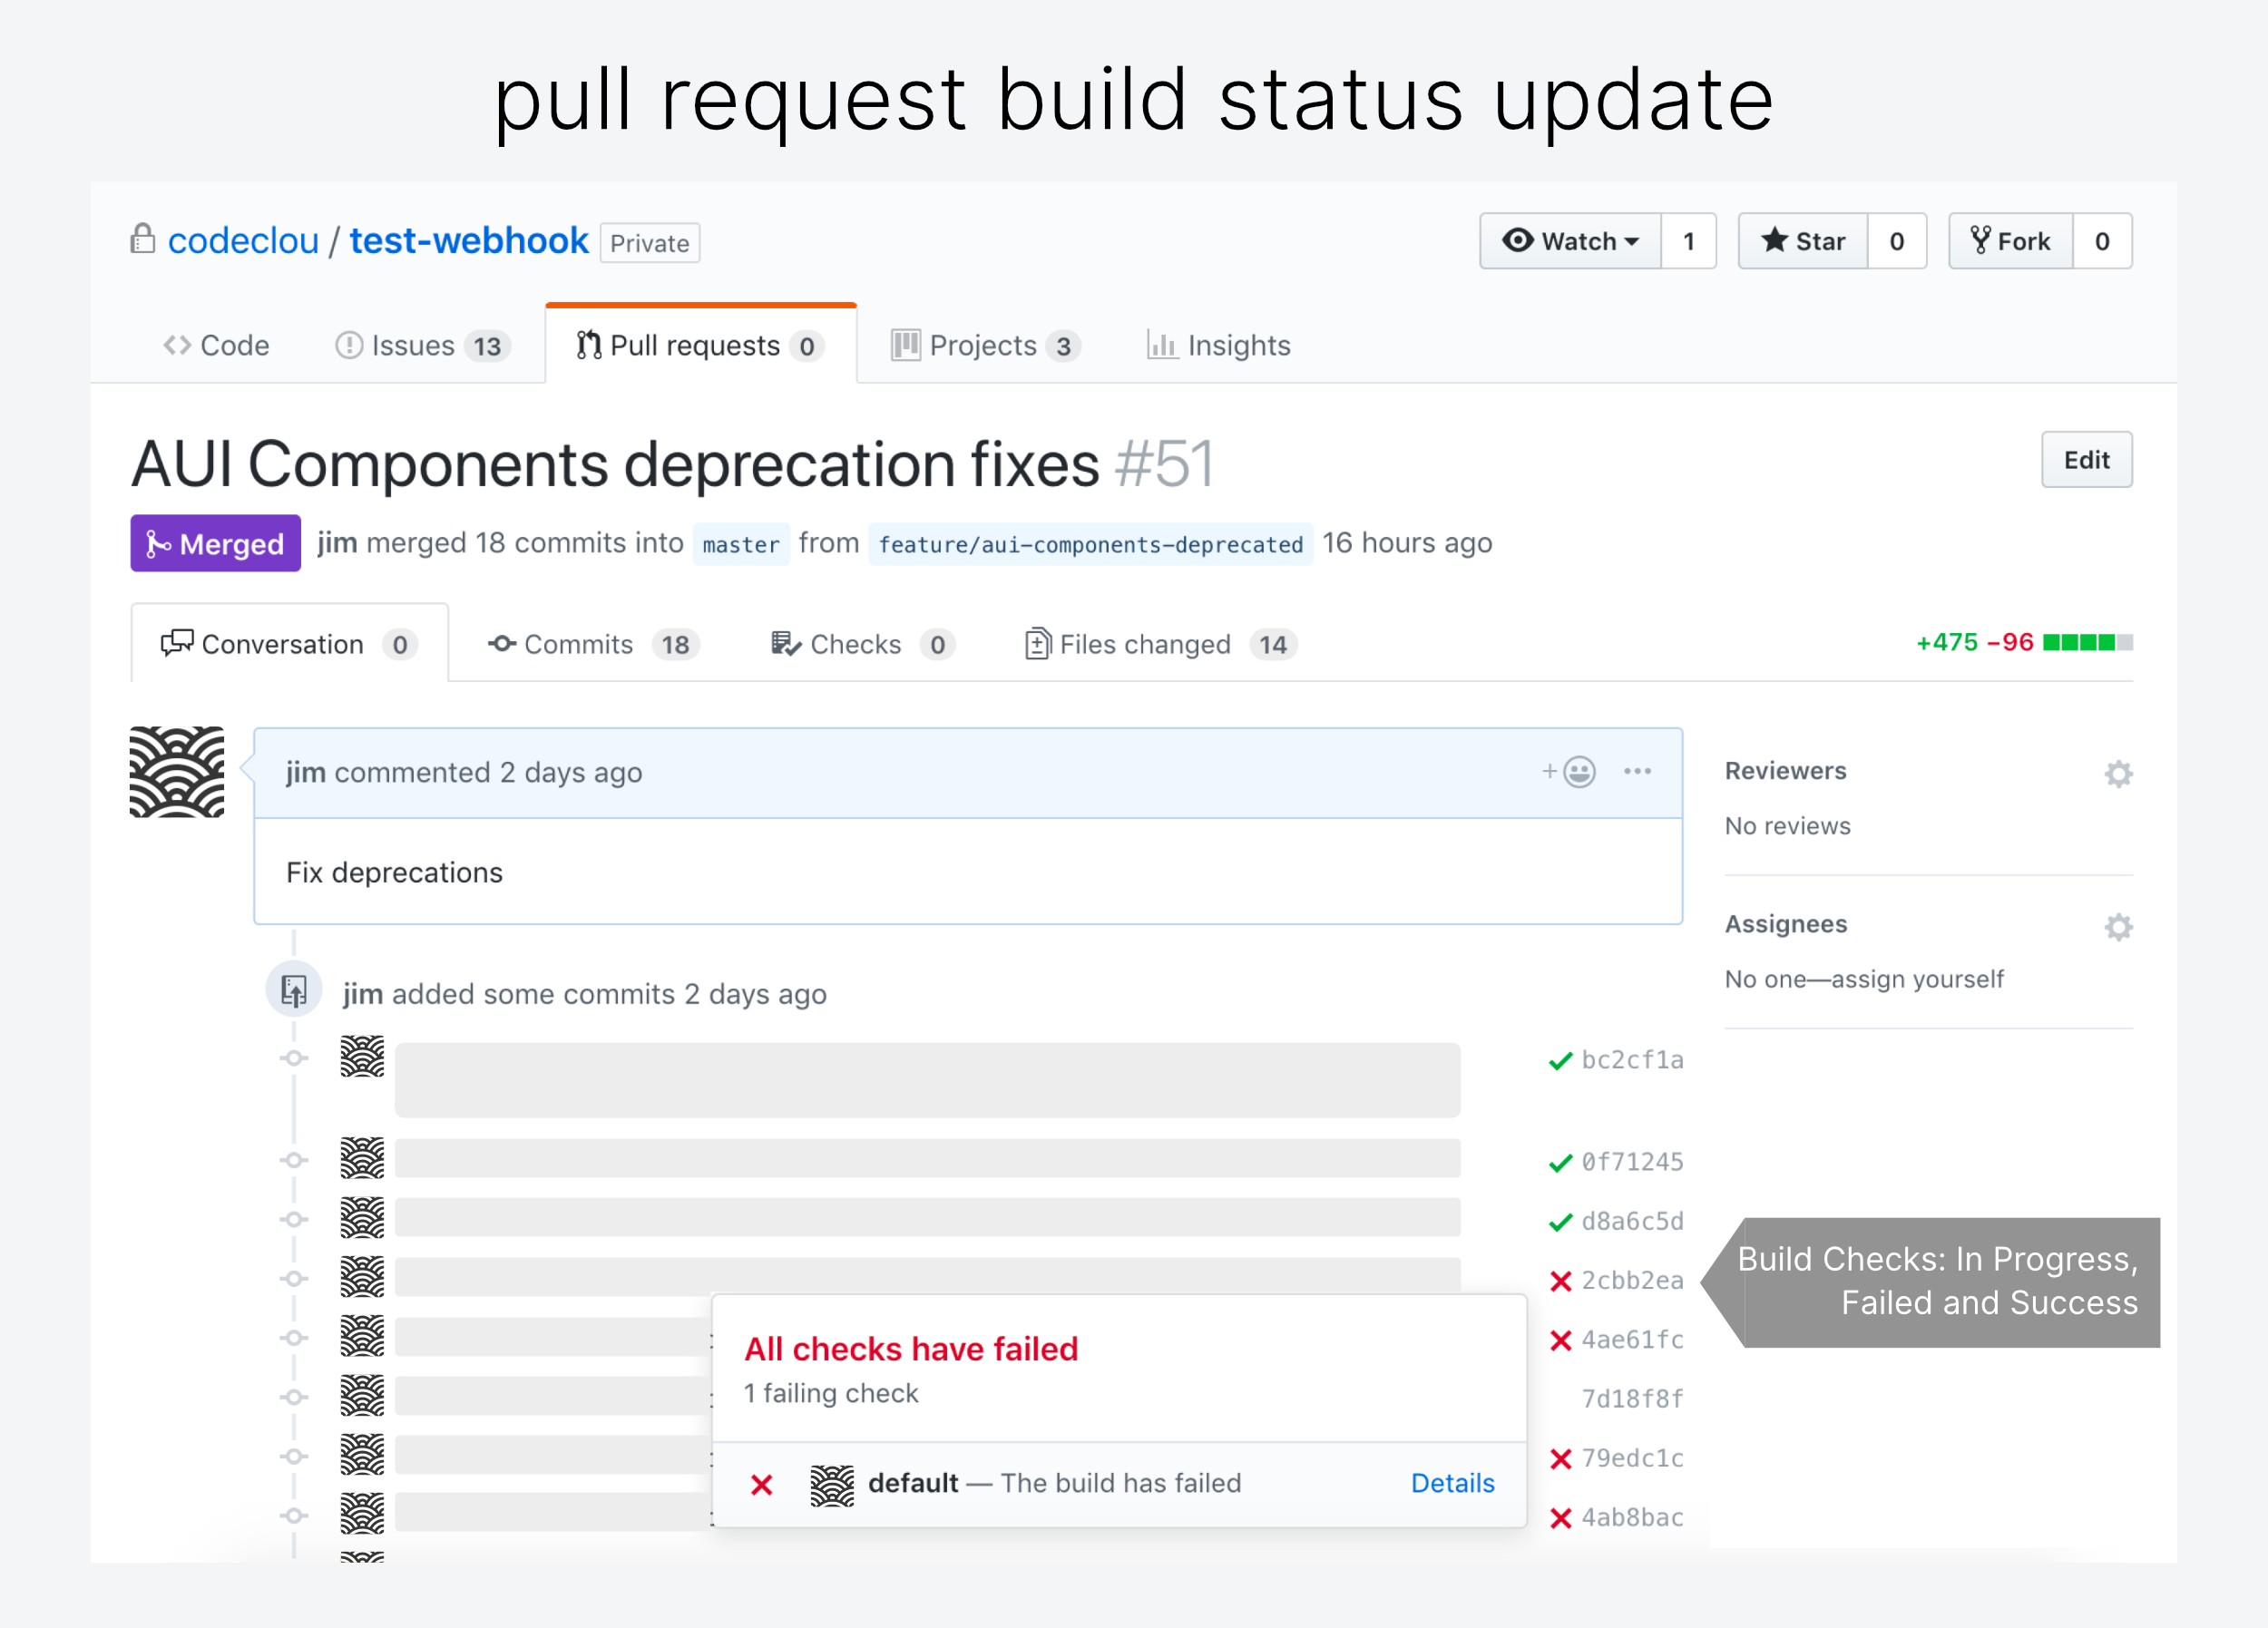 pull request build status update
codeclou / test-webhook Private
Watch 1 Star 0 Fork 0
Code Issues 13 Pull requests 0 Projects 3 Insights
AUI Components deprecation fixes #51
Edit
Merged jim merged 18 commits into master from feature/aui-components-deprecated 16 hours ago
Conversation 0 Commits 18 Checks 0 Files changed 14
+475 −96
jim commented 2 days ago
Fix deprecations
Reviewers
No reviews
Assignees
No one—assign yourself
jim added some commits 2 days ago
bc2cf1a
0f71245
d8a6c5d
2cbb2ea
4ae61fc
7d18f8f
79edc1c
4ab8bac
Build Checks: In Progress,
Failed and Success
All checks have failed
1 failing check
default — The build has failed Details